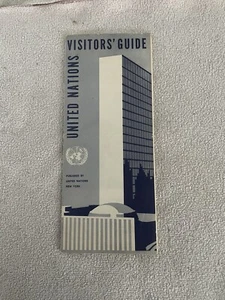 UNITED NATIONS
VISITORS' GUIDE
PUBLISHED BY
UNITED NATIONS
NEW YORK